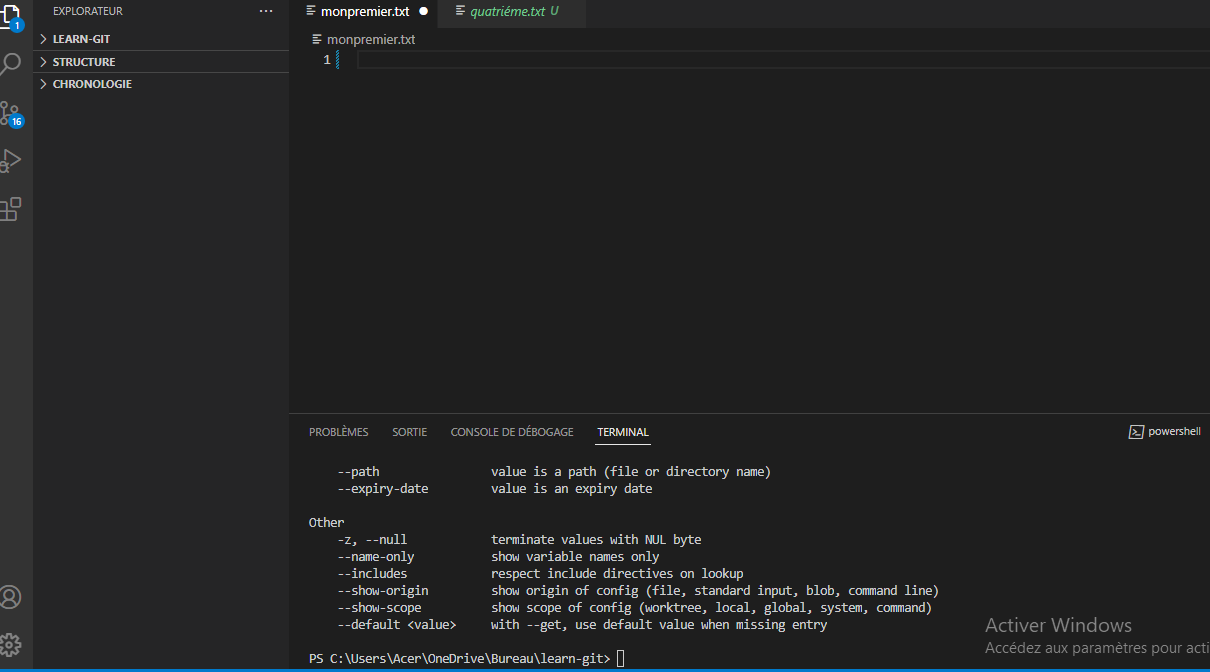 EXPLORATEUR ···
LEARN-GIT
STRUCTURE
CHRONOLOGIE
1
16
monpremier.txt
quatriéme.txt U
monpremier.txt
1
PROBLÈMES SORTIE CONSOLE DE DÉBOGAGE TERMINAL
powershell
--path value is a path (file or directory name)
--expiry-date value is an expiry date
Other
-z, --null terminate values with NUL byte
--name-only show variable names only
--includes respect include directives on lookup
--show-origin show origin of config (file, standard input, blob, command line)
--show-scope show scope of config (worktree, local, global, system, command)
--default <value> with --get, use default value when missing entry
PS C:\Users\Acer\OneDrive\Bureau\learn-git>
Activer Windows
Accédez aux paramètres pour acti